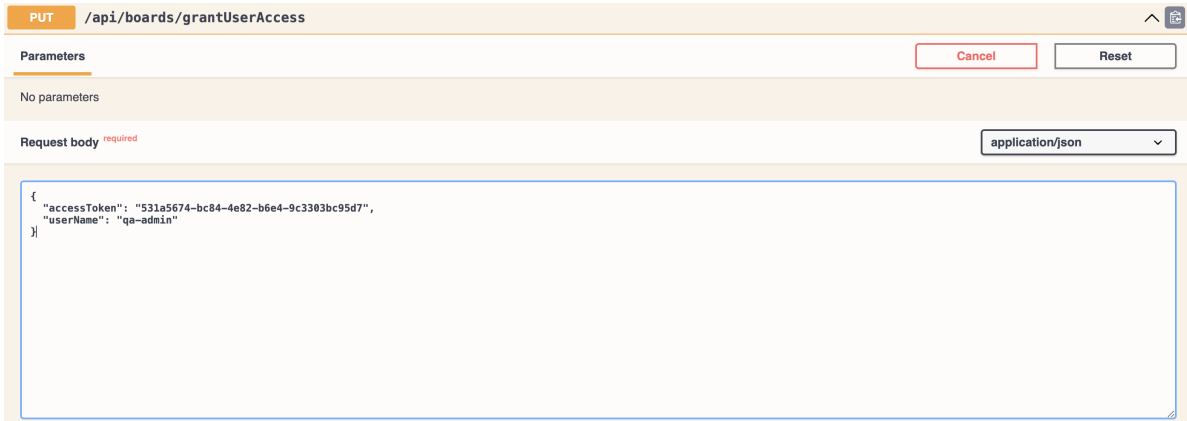 PUT /api/boards/grantUserAccess
Parameters
Cancel
Reset
No parameters
Request body required
application/json
{
  "accessToken": "531a5674-bc84-4e82-b6e4-9c3303bc95d7",
  "userName": "qa-admin"
}